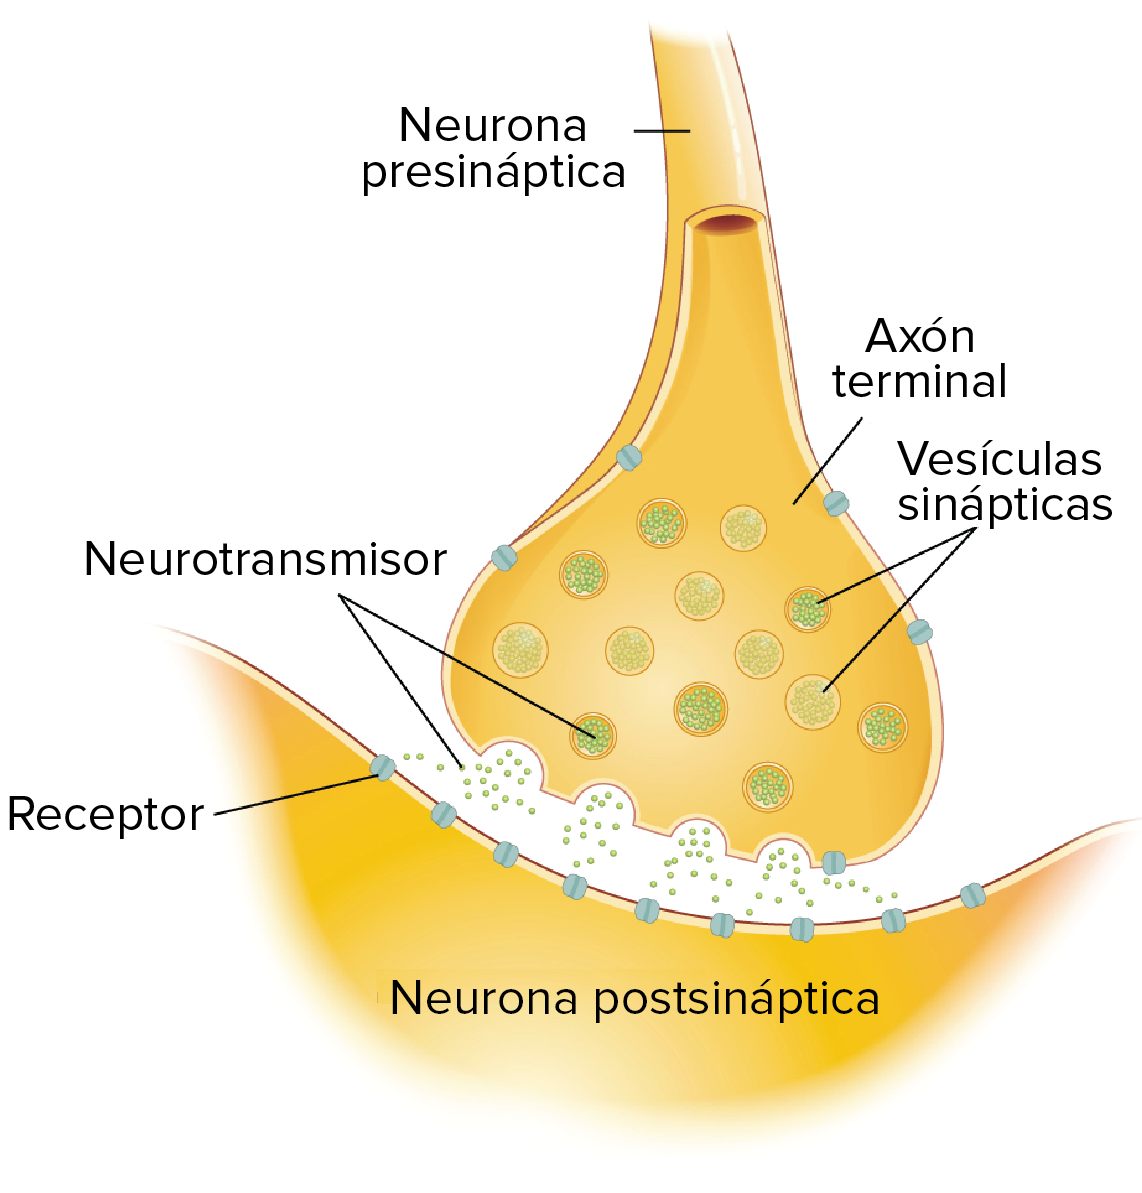 Neurona
presináptica
Axón
terminal
Vesículas
sinápticas
Neurotransmisor
Receptor
Neurona postsináptica